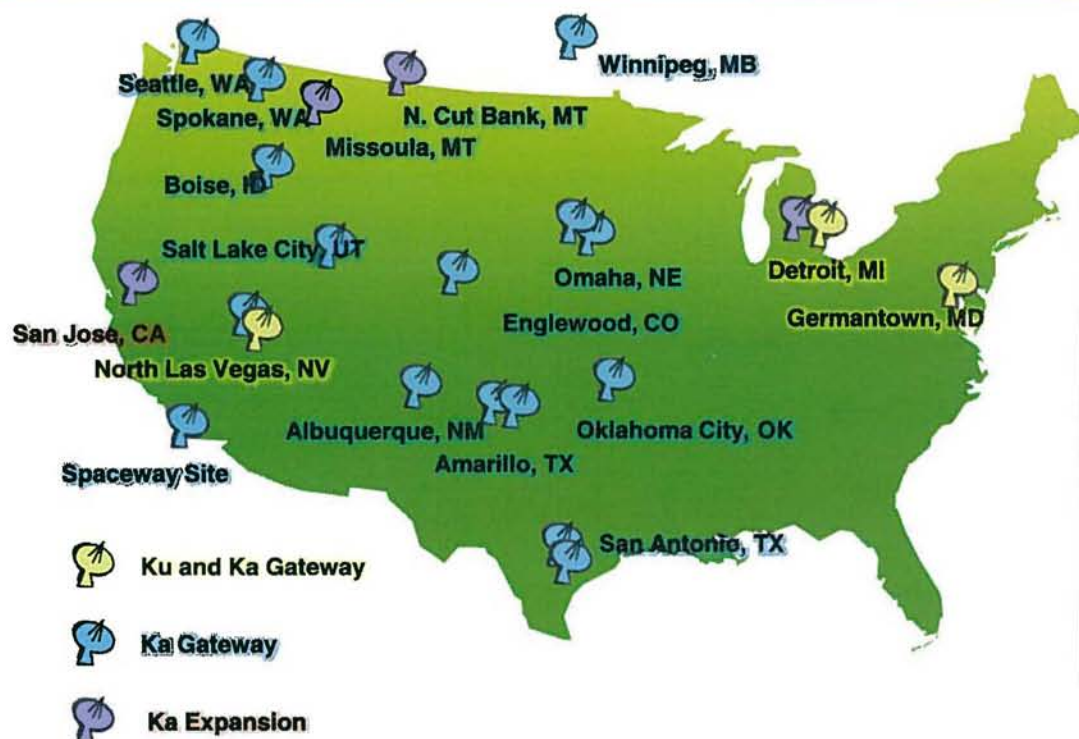 Winnipeg, MB
Seattle, WA
Spokane, WA
N. Cut Bank, MT
Missoula, MT
Boise, ID
Salt Lake City, UT
Omaha, NE
Detroit, MI
Englewood, CO
Germantown, MD
San Jose, CA
North Las Vegas, NV
Albuquerque, NM
Oklahoma City, OK
Amarillo, TX
Spaceway Site
San Antonio, TX
Ku and Ka Gateway
Ka Gateway
Ka Expansion